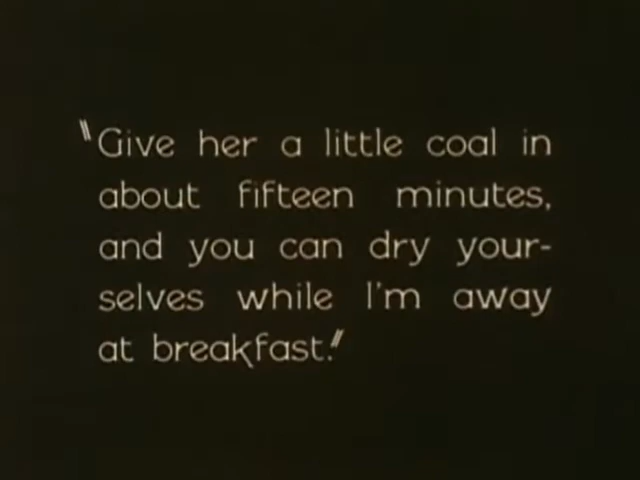 "Give her a little coal in
about fifteen minutes,
and you can dry your-
selves while I'm away
at breakfast."